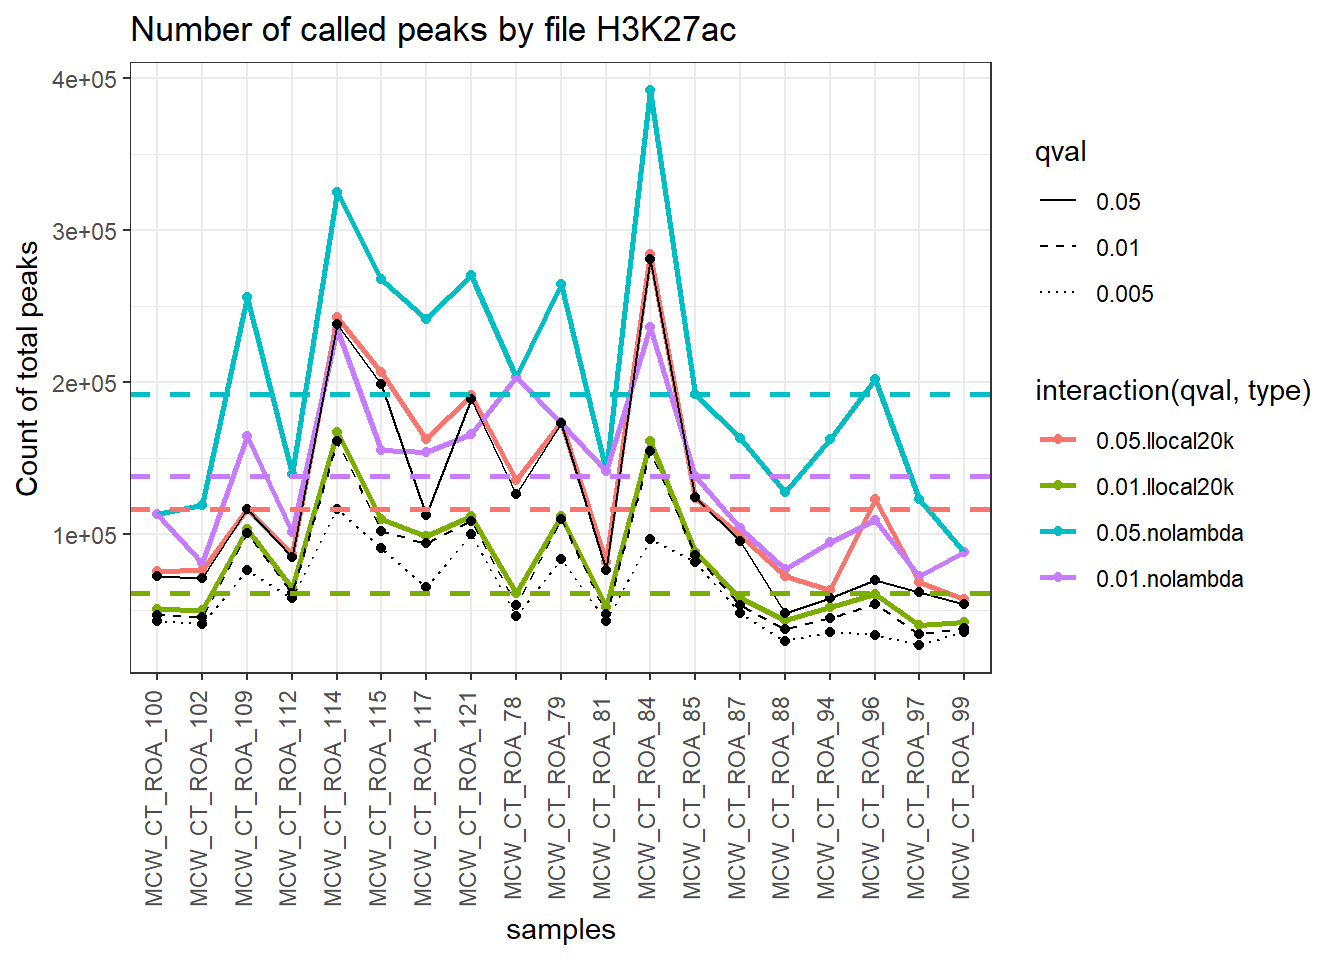 Number of called peaks by file H3K27ac
Count of total peaks
4e+05
3e+05
2e+05
1e+05
MCW_CT_ROA_100
MCW_CT_ROA_102
MCW_CT_ROA_109
MCW_CT_ROA_112
MCW_CT_ROA_114
MCW_CT_ROA_115
MCW_CT_ROA_117
MCW_CT_ROA_121
MCW_CT_ROA_78
MCW_CT_ROA_79
MCW_CT_ROA_81
MCW_CT_ROA_84
MCW_CT_ROA_85
MCW_CT_ROA_87
MCW_CT_ROA_88
MCW_CT_ROA_94
MCW_CT_ROA_96
MCW_CT_ROA_97
MCW_CT_ROA_99
samples
qval
0.05
0.01
0.005
interaction(qval, type)
0.05.llocal20k
0.01.llocal20k
0.05.nolambda
0.01.nolambda